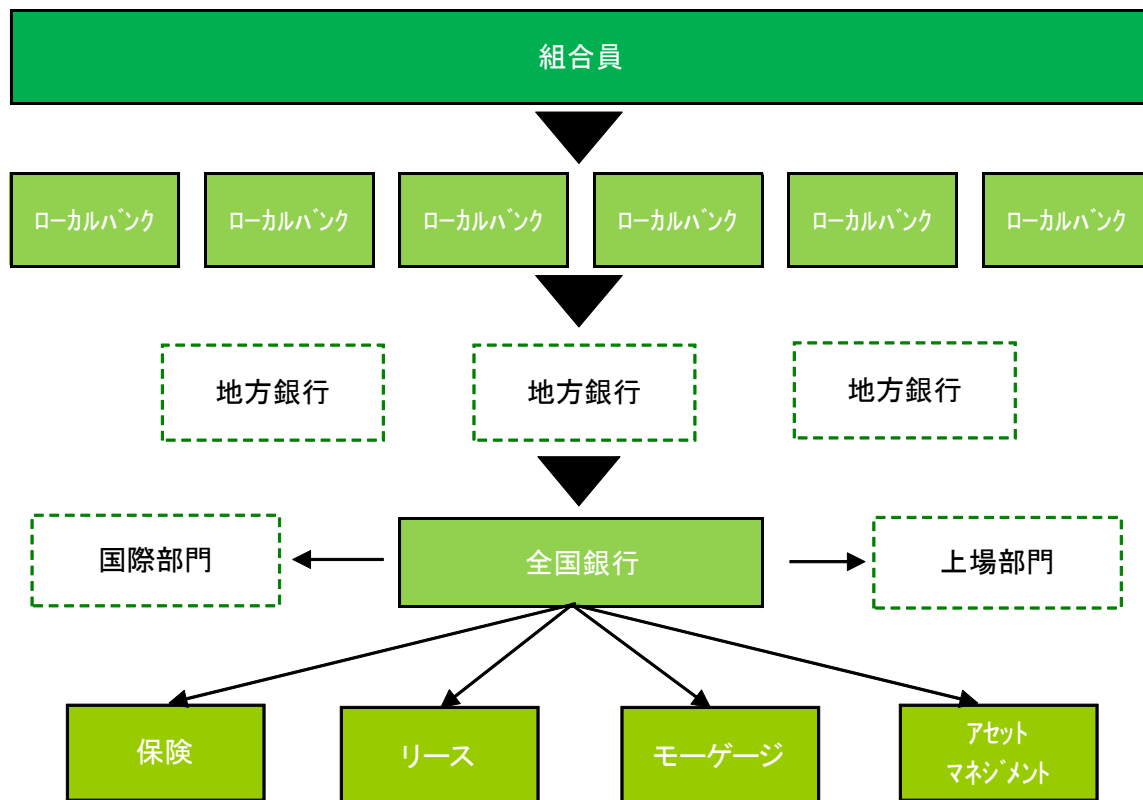 組合員
ローカルバンク ローカルバンク ローカルバンク ローカルバンク ローカルバンク ローカルバンク
地方銀行 地方銀行 地方銀行
国際部門 全国銀行 上場部門
保険 リース モーゲージ アセット
マネジメント